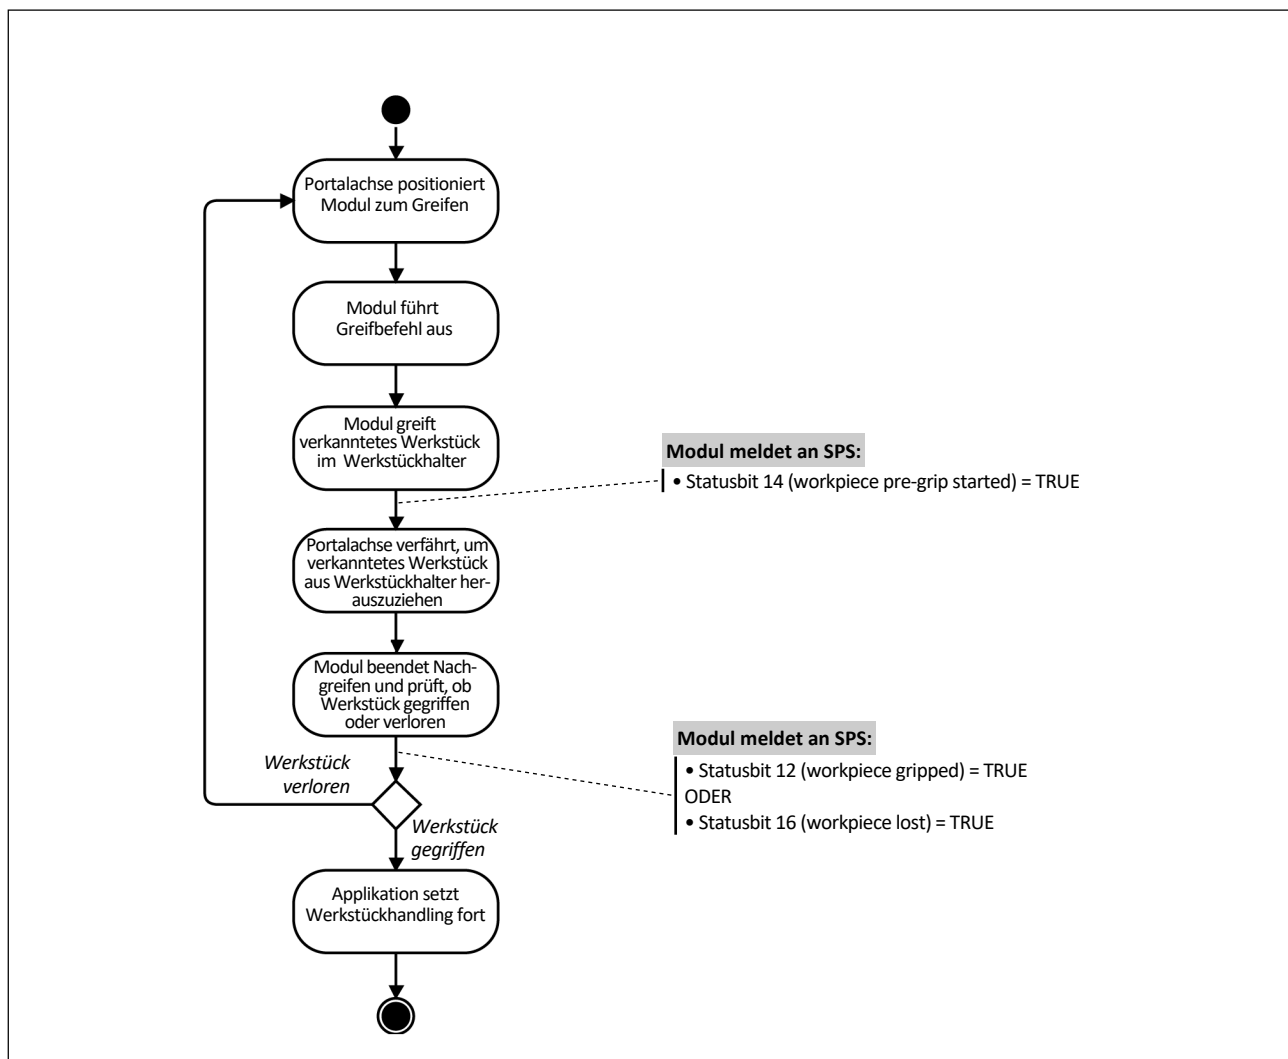 Portalachse positioniert
Modul zum Greifen
Modul führt
Greifbefehl aus
Modul greift
verkanntetes Werkstück
im Werkstückhalter
Modul meldet an SPS:
• Statusbit 14 (workpiece pre-grip started) = TRUE
Portalachse verfährt, um
verkanntetes Werkstück
aus Werkstückhalter her-
auszuziehen
Modul beendet Nach-
greifen und prüft, ob
Werkstück gegriffen
oder verloren
Modul meldet an SPS:
• Statusbit 12 (workpiece gripped) = TRUE
ODER
• Statusbit 16 (workpiece lost) = TRUE
Werkstück
verloren
Werkstück
gegriffen
Applikation setzt
Werkstückhandling fort